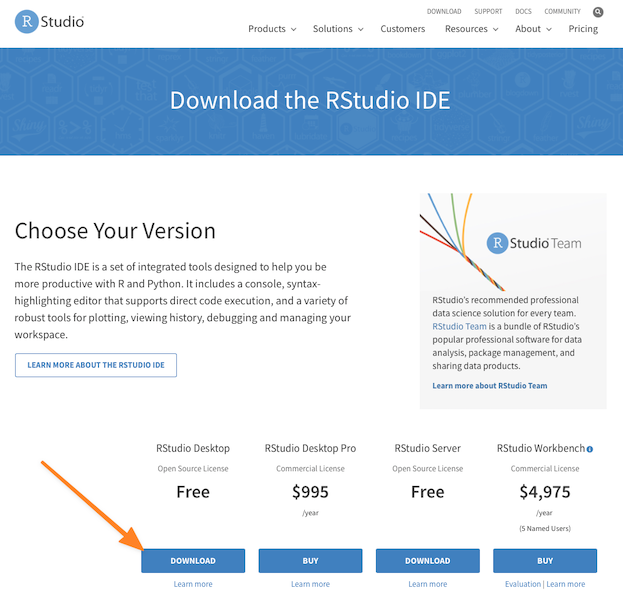 DOWNLOAD SUPPORT DOCS COMMUNITY
R Studio
Products Solutions Customers Resources About Pricing
Download the RStudio IDE
Choose Your Version
The RStudio IDE is a set of integrated tools designed to help you be
more productive with R and Python. It includes a console, syntax-
highlighting editor that supports direct code execution, and a variety of
robust tools for plotting, viewing history, debugging and managing your
workspace.
LEARN MORE ABOUT THE RSTUDIO IDE
R Studio Team
RStudio's recommended professional
data science solution for every team.
RStudio Team is a bundle of RStudio's
popular professional software for data
analysis, package management, and
sharing data products.
Learn more about RStudio Team
RStudio Desktop
Open Source License
Free
DOWNLOAD
Learn more
RStudio Desktop Pro
Commercial License
$995
/year
BUY
Learn more
RStudio Server
Open Source License
Free
DOWNLOAD
Learn more
RStudio Workbench
Commercial License
$4,975
/year
(5 Named Users)
BUY
Evaluation | Learn more